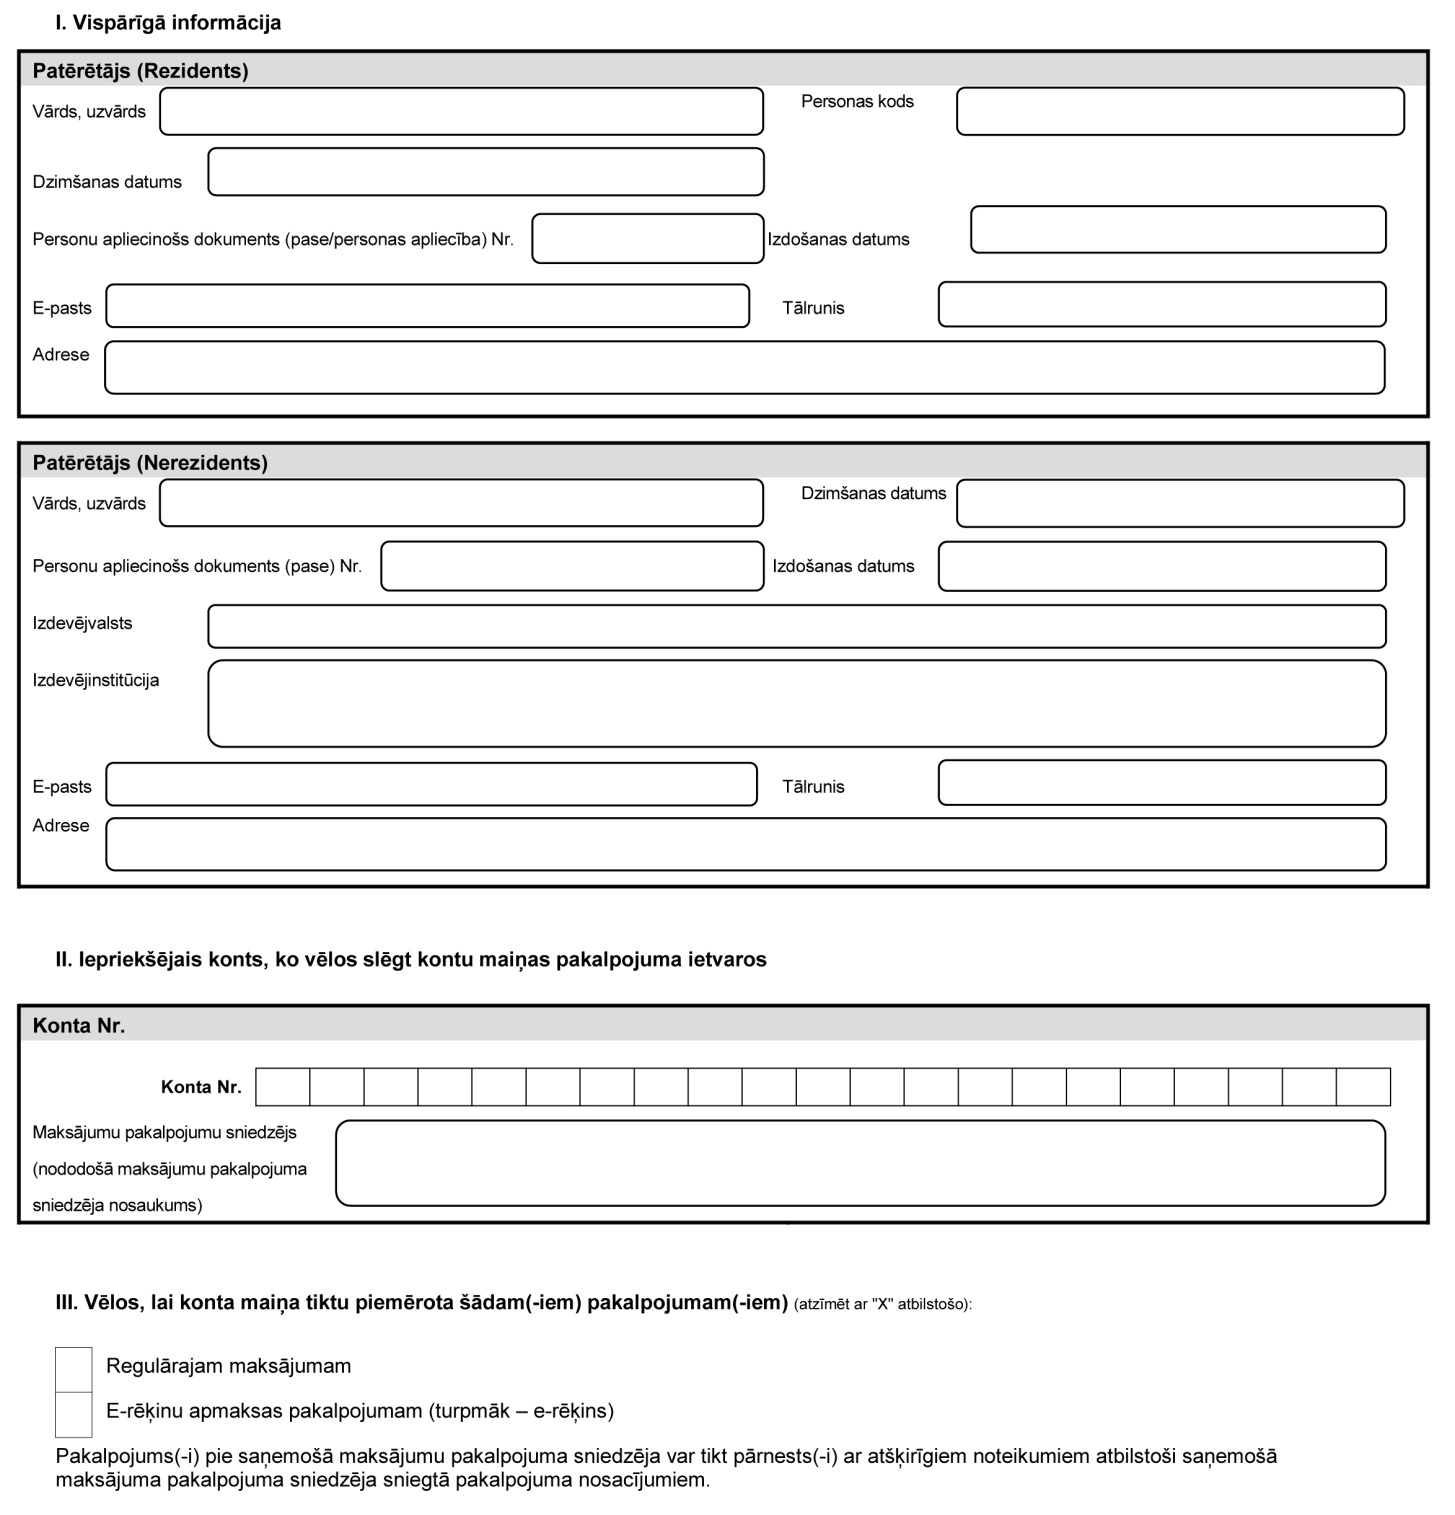 I. Vispārīgā informācija
Patērētājs (Rezidents)
Vārds, uzvārds Personas kods
Dzimšanas datums
Personu apliecinošs dokuments (pase/personas apliecība) Nr. Izdošanas datums
E-pasts Tālrunis
Adrese
Patērētājs (Nerezidents)
Vārds, uzvārds Dzimšanas datums
Personu apliecinošs dokuments (pase) Nr. Izdošanas datums
Izdevējvalsts
Izdevējinstitūcija
E-pasts Tālrunis
Adrese
II. Iepriekšējais konts, ko vēlos slēgt kontu maiņas pakalpojuma ietvaros
Konta Nr.
Konta Nr.
Maksājumu pakalpojumu sniedzējs
(nododošā maksājumu pakalpojuma
sniedzēja nosaukums)
III. Vēlos, lai konta maiņa tiktu piemērota šādam(-iem) pakalpojumam(-iem) (atzīmēt ar "X" atbilstošo):
Regulārajam maksājumam
E-rēķinu apmaksas pakalpojumam (turpmāk – e-rēķins)
Pakalpojums(-i) pie saņemošā maksājumu pakalpojuma sniedzēja var tikt pārnests(-i) ar atšķirīgiem noteikumiem atbilstoši saņemošā
maksājuma pakalpojuma sniedzēja sniegtā pakalpojuma nosacījumiem.